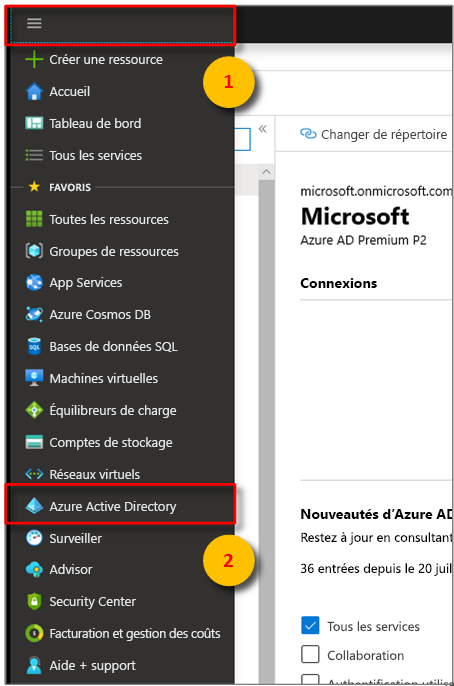 Créer une ressource
1
Accueil
Tableau de bord
Tous les services
FAVORIS
Toutes les ressources
Groupes de ressources
App Services
Azure Cosmos DB
SQL
Bases de données SQL
Machines virtuelles
Équilibreurs de charge
Comptes de stockage
Réseaux virtuels
Azure Active Directory
Surveiller
2
Advisor
Security Center
Facturation et gestion des coûts
Aide + support
«
Changer de répertoire
microsoft.onmicrosoft.com
Microsoft
Azure AD Premium P2
Connexions
Nouveautés d’Azure AD
Restez à jour en consultant
36 entrées depuis le 20 juil
Tous les services
Collaboration